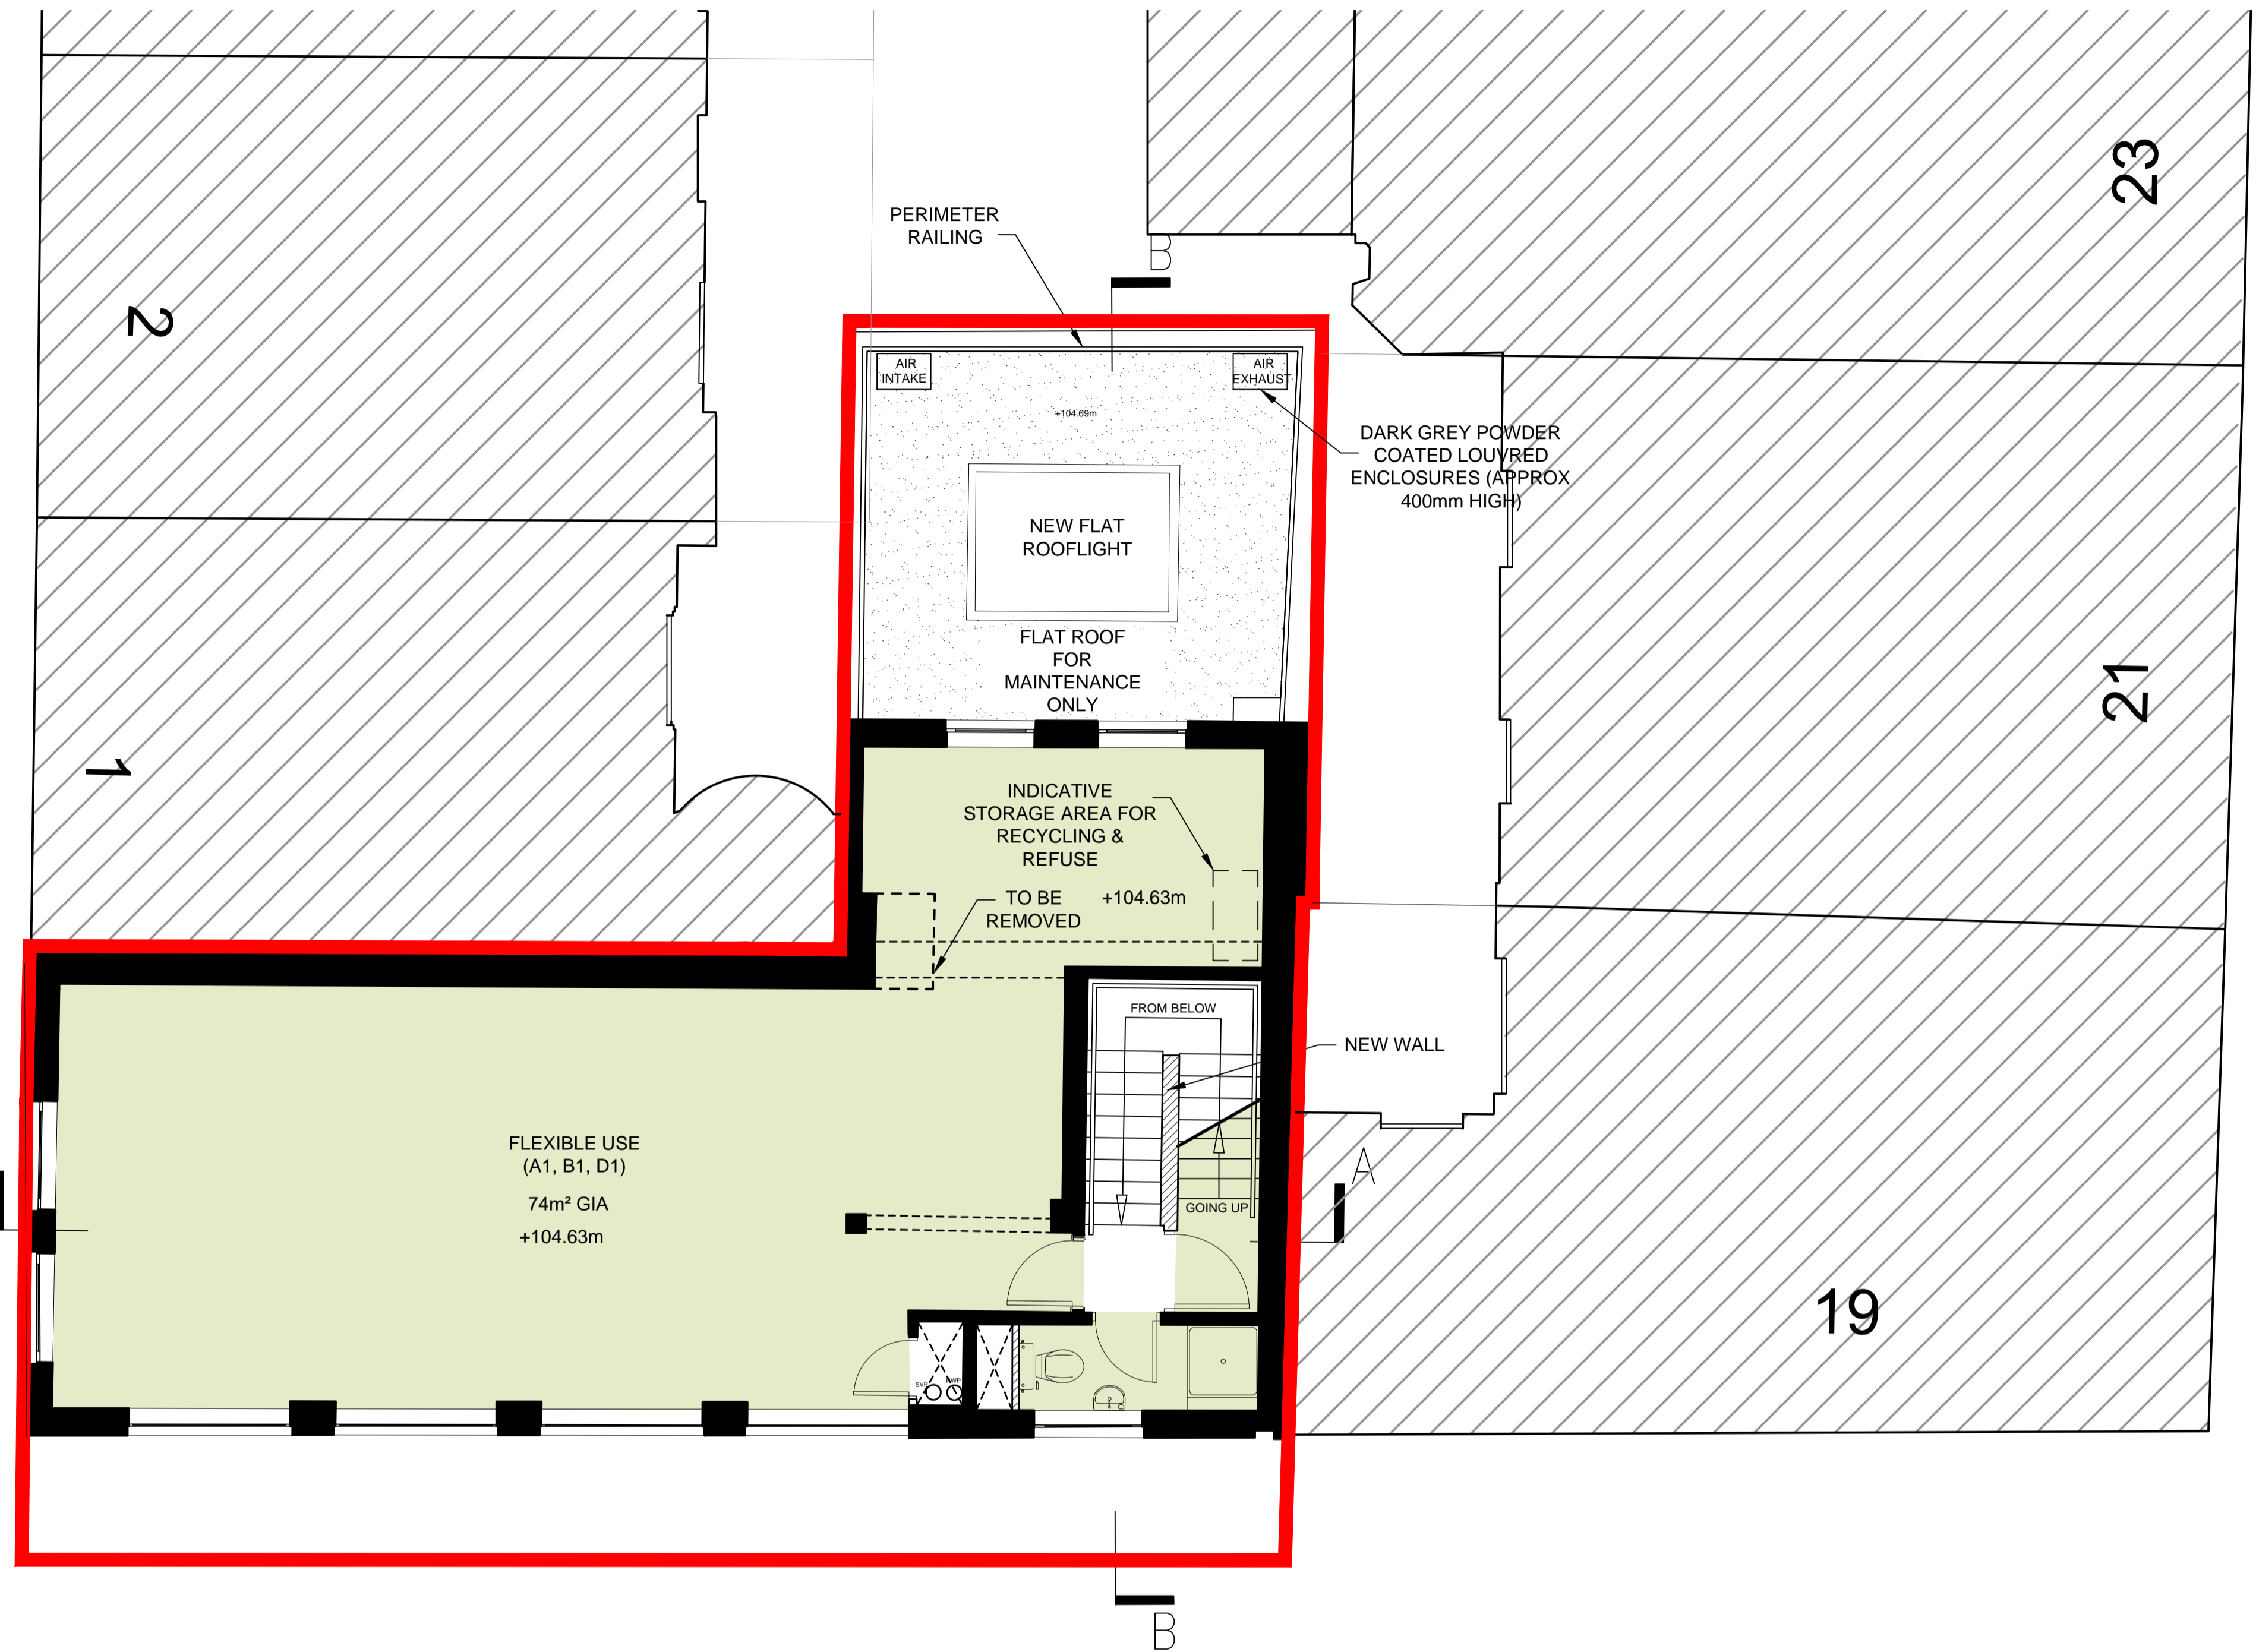 23
PERIMETER
RAILING
B
2
AIR
INTAKE
AIR
EXHAUST
+104.69m
DARK GREY POWDER
COATED LOUVRED
ENCLOSURES (APPROX
400mm HIGH)
NEW FLAT
ROOFLIGHT
FLAT ROOF
FOR
MAINTENANCE
ONLY
21
1
INDICATIVE
STORAGE AREA FOR
RECYCLING &
REFUSE
TO BE
REMOVED
+104.63m
FROM BELOW
NEW WALL
FLEXIBLE USE
(A1, B1, D1)
74m² GIA
+104.63m
A
GOING UP
19
SVP
RWP
B